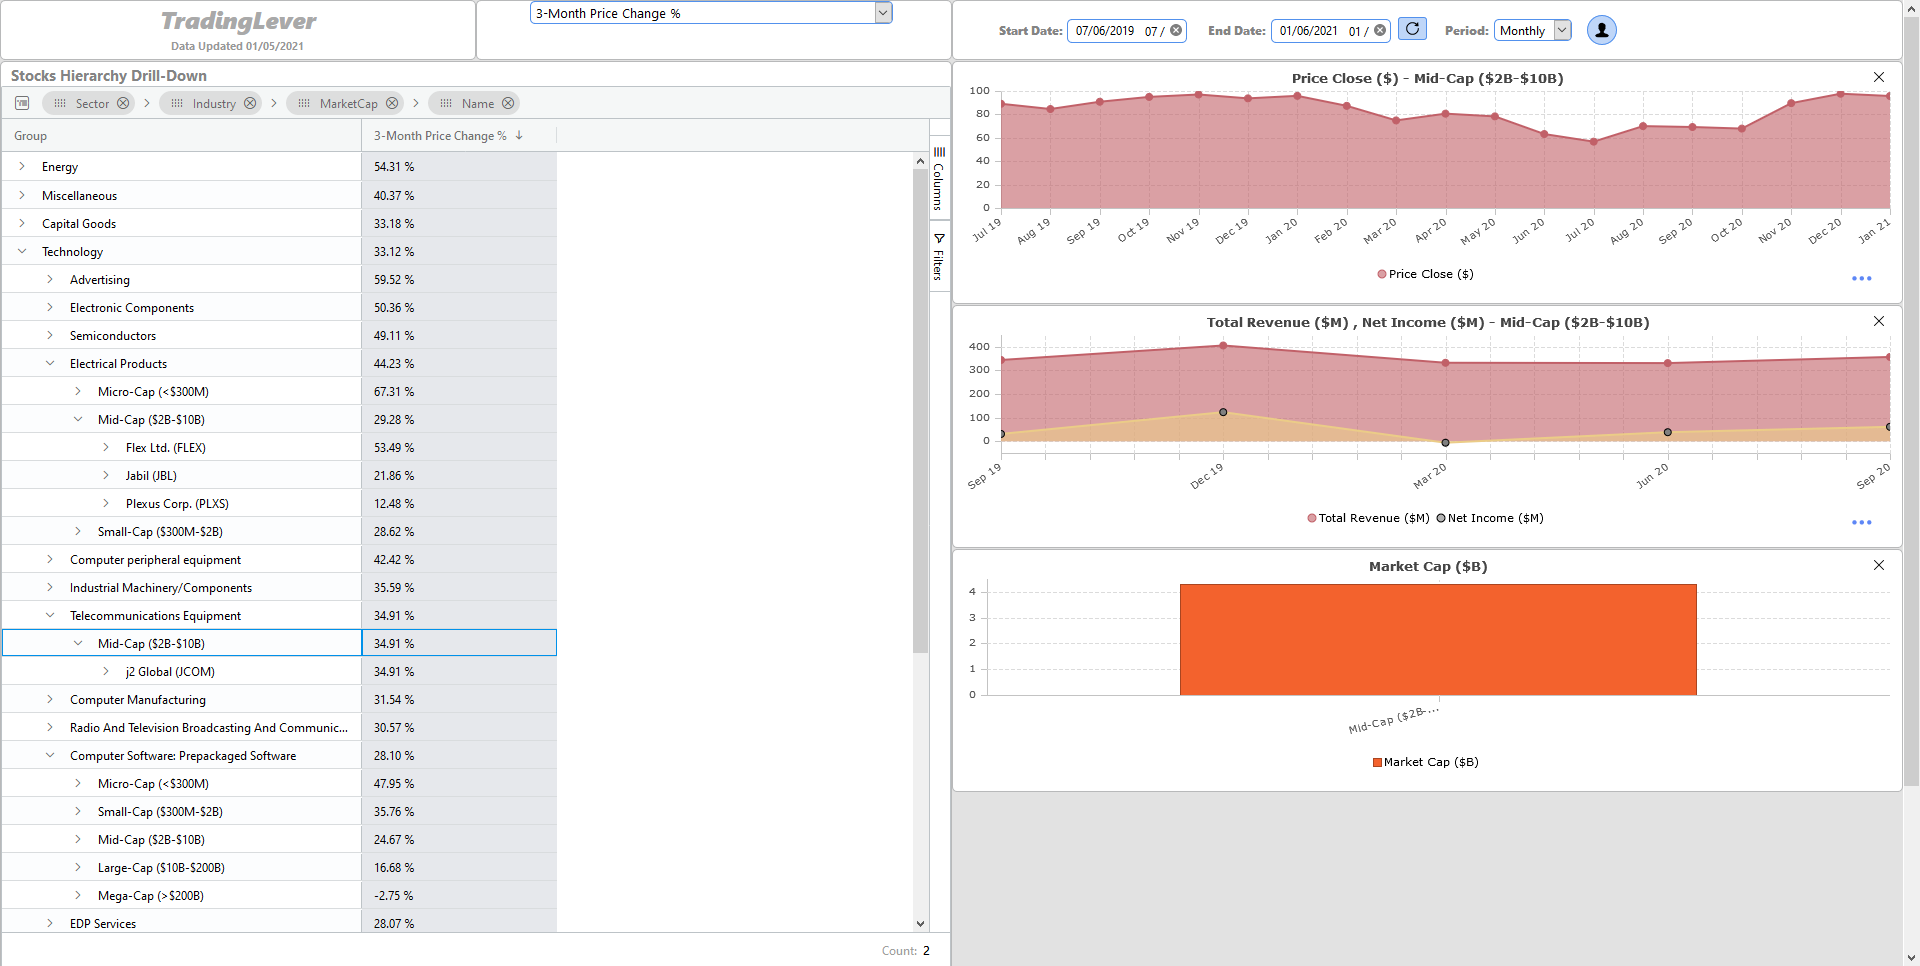 TradingLever
Data Updated 01/05/2021
3-Month Price Change %
Start Date: 07/06/2019 07 /
End Date: 01/06/2021 01 /
Period: Monthly
Stocks Hierarchy Drill-Down
Sector
Industry
MarketCap
Name
Group 3-Month Price Change %
Energy 54.31 %
Miscellaneous 40.37 %
Capital Goods 33.18 %
Technology 33.12 %
Advertising 59.52 %
Electronic Components 50.36 %
Semiconductors 49.11 %
Electrical Products 44.23 %
Micro-Cap (<$300M) 67.31 %
Mid-Cap ($2B-$10B) 29.28 %
Flex Ltd. (FLEX) 53.49 %
Jabil (JBL) 21.86 %
Plexus Corp. (PLXS) 12.48 %
Small-Cap ($300M-$2B) 28.62 %
Computer peripheral equipment 42.42 %
Industrial Machinery/Components 35.59 %
Telecommunications Equipment 34.91 %
Mid-Cap ($2B-$10B) 34.91 %
j2 Global (JCOM) 34.91 %
Computer Manufacturing 31.54 %
Radio And Television Broadcasting And Communic... 30.57 %
Computer Software: Prepackaged Software 28.10 %
Micro-Cap (<$300M) 47.95 %
Small-Cap ($300M-$2B) 35.76 %
Mid-Cap ($2B-$10B) 24.67 %
Large-Cap ($10B-$200B) 16.68 %
Mega-Cap (>$200B) -2.75 %
EDP Services 28.07 %
Count: 2
Columns
Filters
Price Close ($) - Mid-Cap ($2B-$10B)
100
80
60
40
20
0
Jul 19 Aug 19 Sep 19 Oct 19 Nov 19 Dec 19 Jan 20 Feb 20 Mar 20 Apr 20 May 20 Jun 20 Jul 20 Aug 20 Sep 20 Oct 20 Nov 20 Dec 20 Jan 21
Price Close ($)
Total Revenue ($M) , Net Income ($M) - Mid-Cap ($2B-$10B)
400
300
200
100
0
Sep 19 Dec 19 Mar 20 Jun 20 Sep 20
Total Revenue ($M) Net Income ($M)
Market Cap ($B)
4
3
2
1
0
Mid-Cap ($2B-...
Market Cap ($B)